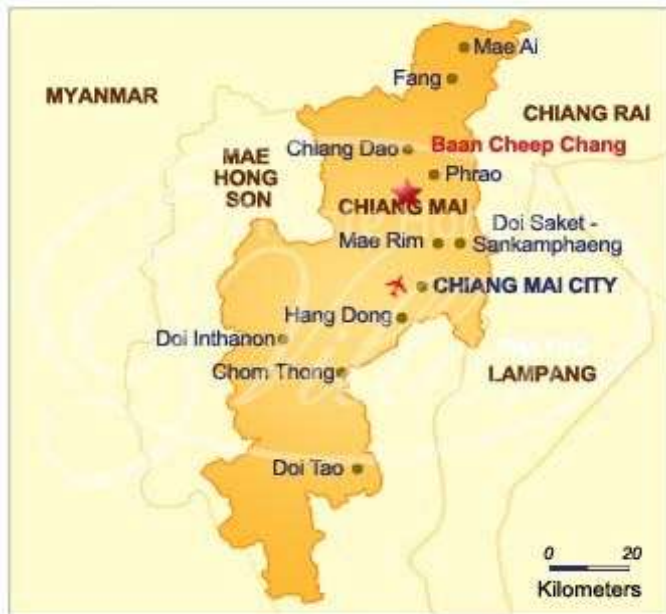 Mae Ai
Fang
MYANMAR
CHIANG RAI
Chiang Dao
Baan Cheep Chang
MAE
HONG
SON
Phrao
CHIANG MAI
Doi Saket -
Sankamphaeng
Mae Rim
CHIANG MAI CITY
Hang Dong
Doi Inthanon
Chom Thong
LAMPANG
Doi Tao
0 20
Kilometers